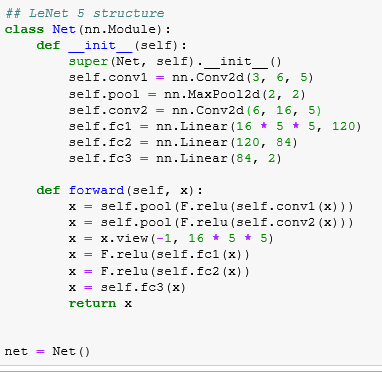 ## LeNet 5 structure
class Net(nn.Module):
    def __init__(self):
        super(Net, self).__init__()
        self.conv1 = nn.Conv2d(3, 6, 5)
        self.pool = nn.MaxPool2d(2, 2)
        self.conv2 = nn.Conv2d(6, 16, 5)
        self.fc1 = nn.Linear(16 * 5 * 5, 120)
        self.fc2 = nn.Linear(120, 84)
        self.fc3 = nn.Linear(84, 2)

    def forward(self, x):
        x = self.pool(F.relu(self.conv1(x)))
        x = self.pool(F.relu(self.conv2(x)))
        x = x.view(-1, 16 * 5 * 5)
        x = F.relu(self.fc1(x))
        x = F.relu(self.fc2(x))
        x = self.fc3(x)
        return x


net = Net()